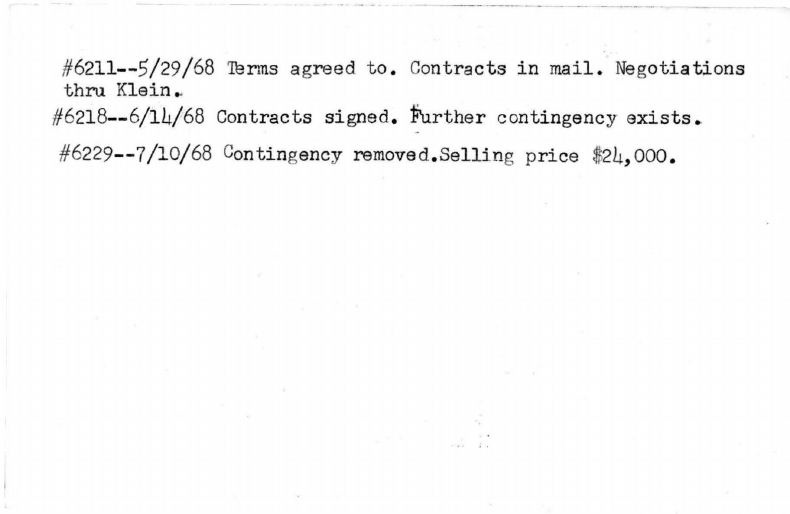 #6211--5/29/68 Terms agreed to. Contracts in mail. Negotiations
thru Klein.
#6218--6/14/68 Contracts signed. Further contingency exists.
#6229--7/10/68 Contingency removed.Selling price $24,000.